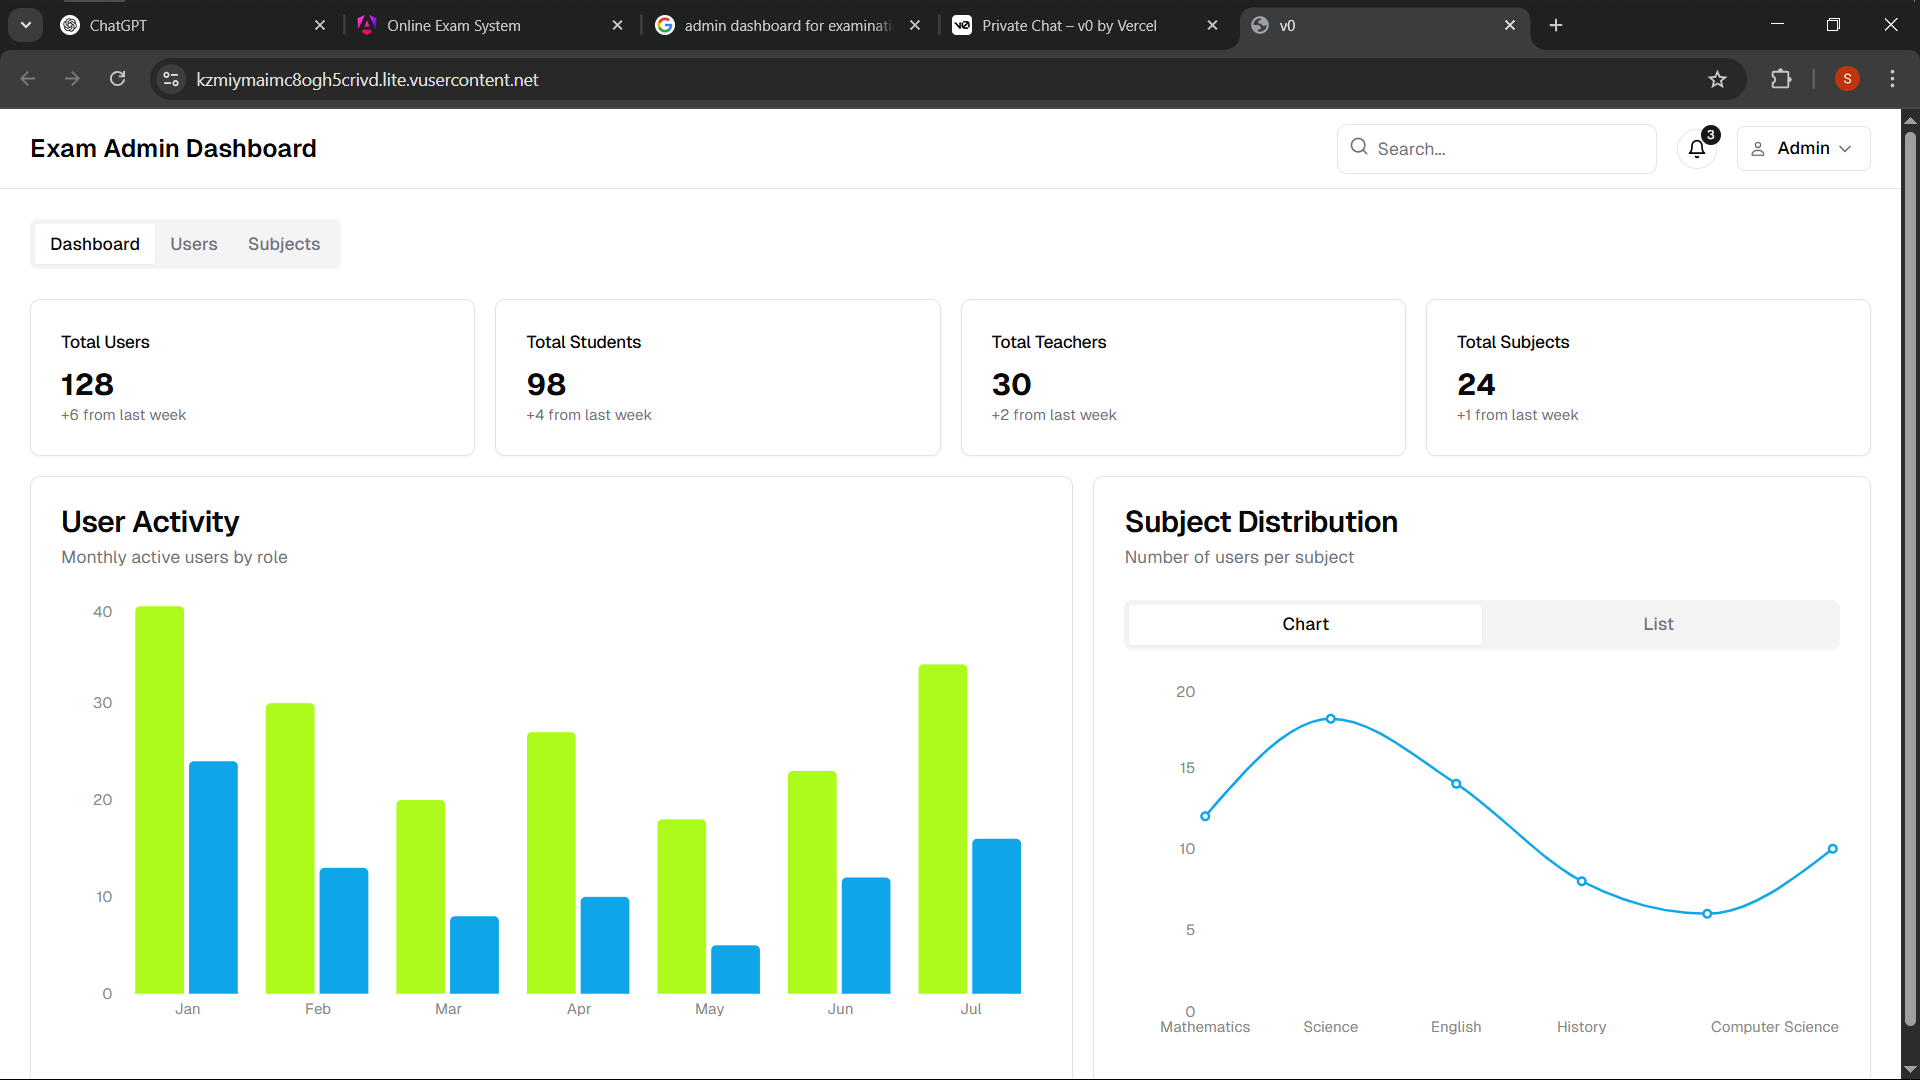 ChatGPT
Online Exam System
admin dashboard for examinati
v0
Private Chat – v0 by Vercel
v0
kzmiymaimc8ogh5crivd.lite.vusercontent.net
S
Exam Admin Dashboard
Search...
3
Admin
Dashboard
Users
Subjects
Total Users
128
+6 from last week
Total Students
98
+4 from last week
Total Teachers
30
+2 from last week
Total Subjects
24
+1 from last week
User Activity
Monthly active users by role
40
30
20
10
0
Jan
Feb
Mar
Apr
May
Jun
Jul
Subject Distribution
Number of users per subject
Chart
List
20
15
10
5
0
Mathematics
Science
English
History
Computer Science